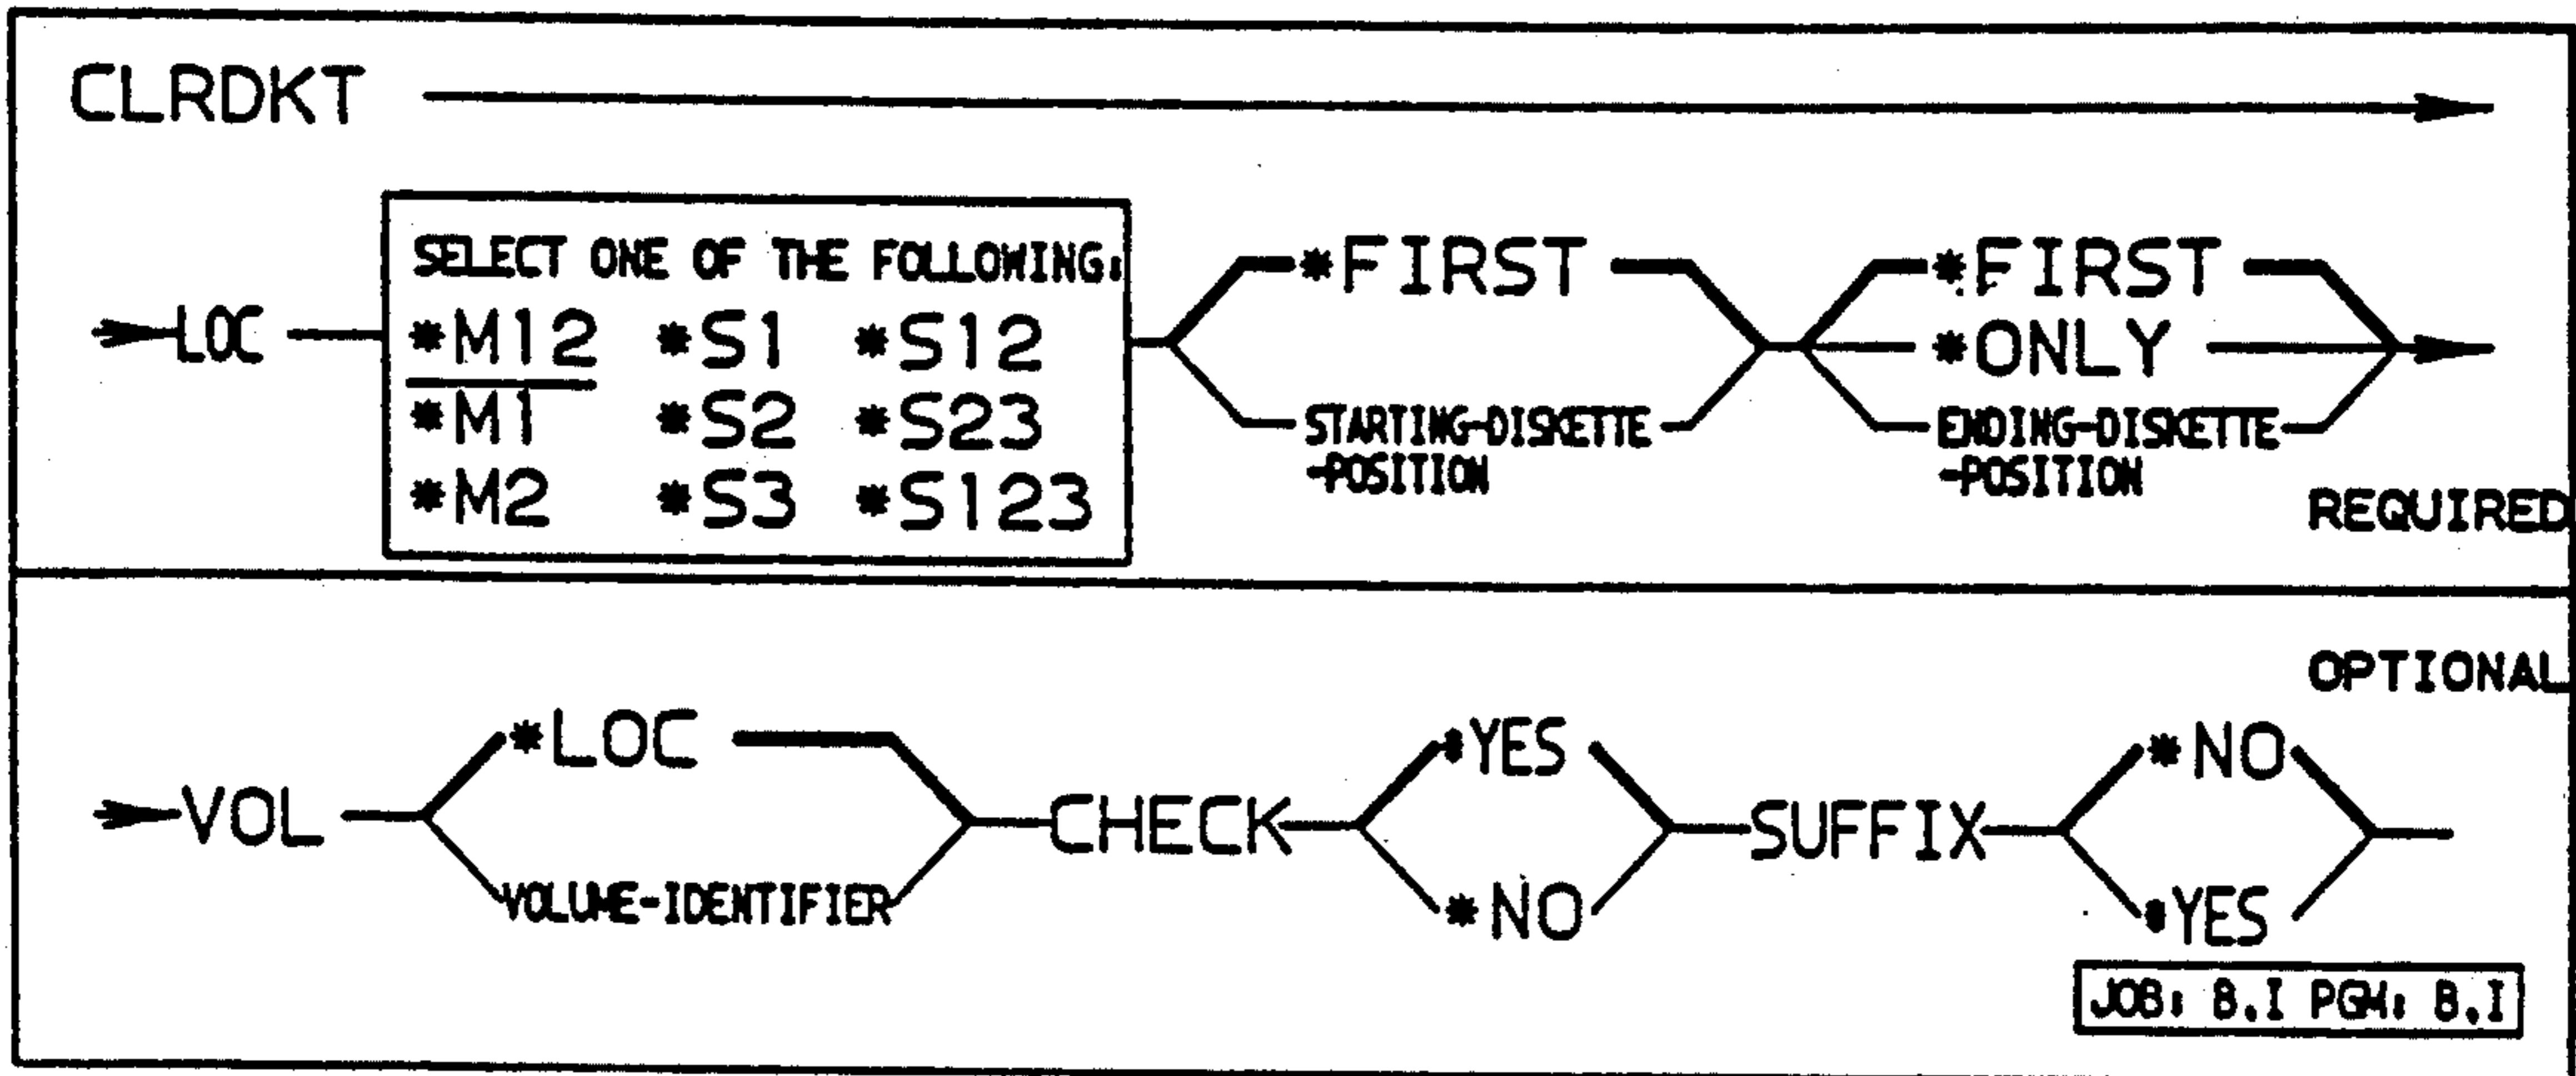 CLRDKT
LOC
SELECT ONE OF THE FOLLOWING:
*M12 *S1 *S12
*M1 *S2 *S23
*M2 *S3 *S123
*FIRST
STARTING-DISKETTE
-POSITION
*FIRST
*ONLY
ENDING-DISKETTE
-POSITION
REQUIRED
OPTIONAL
VOL
*LOC
VOLUME-IDENTIFIER
CHECK
*YES
*NO
SUFFIX
*NO
*YES
JOB: B,I PGM: B,I